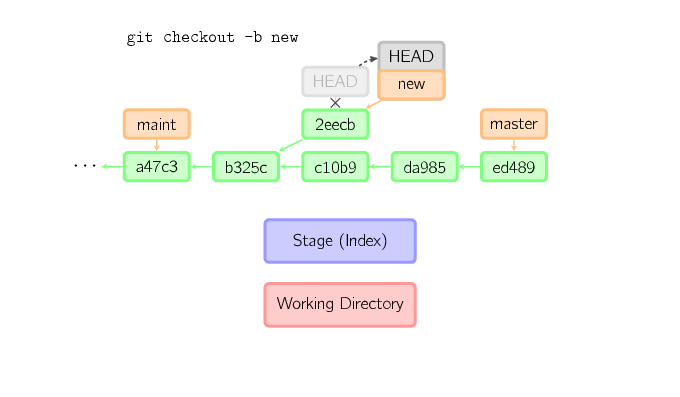 git checkout -b new
HEAD
HEAD
new
maint
2eecb
master
...
a47c3
b325c
c10b9
da985
ed489
Stage (Index)
Working Directory